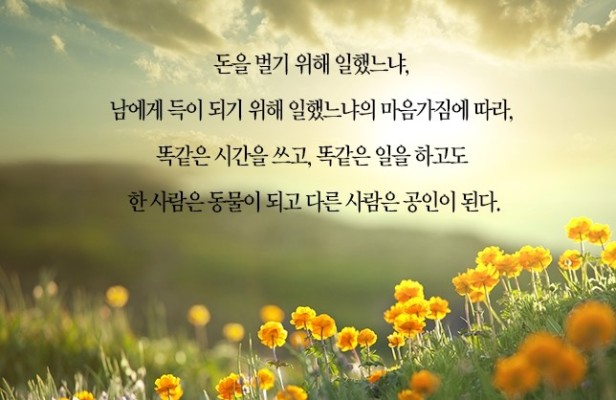 돈을 벌기 위해 일했느냐,
남에게 득이 되기 위해 일했느냐의 마음가짐에 따라,
똑같은 시간을 쓰고, 똑같은 일을 하고도
한 사람은 동물이 되고 다른 사람은 공인이 된다.